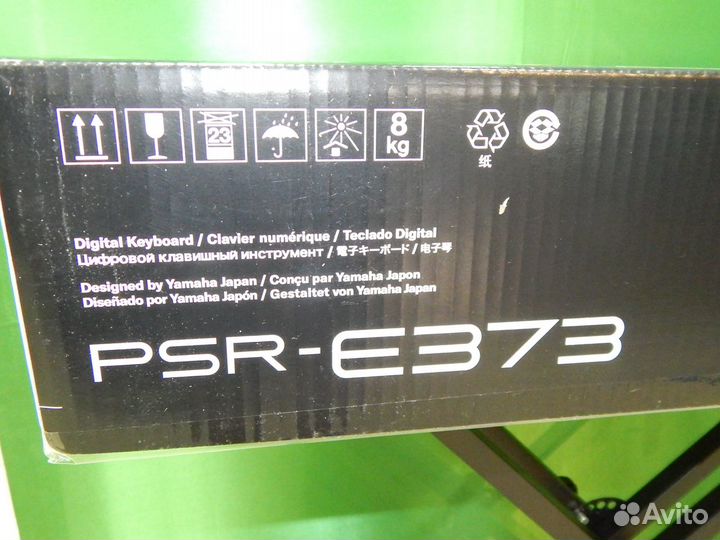 23
8
kg
纸
Digital Keyboard / Clavier numérique / Teclado Digital
Цифровой клавишный инструмент / 電子キーボード / 电子琴
Designed by Yamaha Japan / Conçu par Yamaha Japon
Diseñado por Yamaha Japón / Gestaltet von Yamaha Japan
PSR-E373
Avito